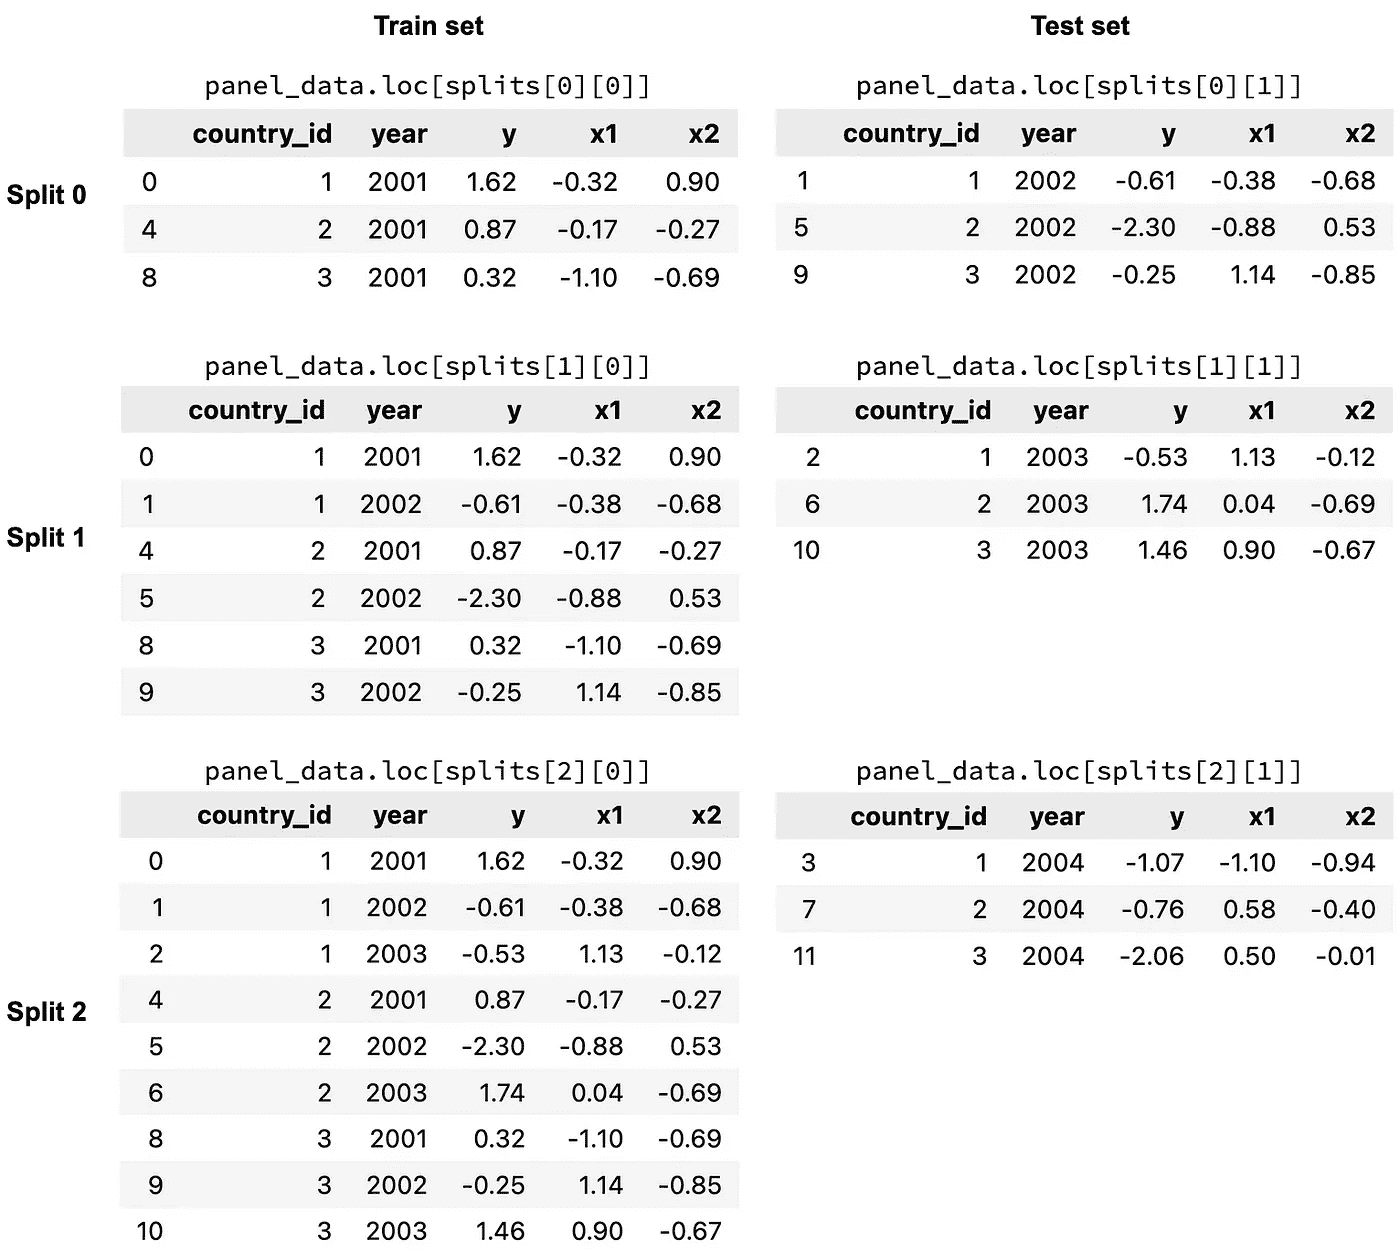 Train set
Test set
panel_data.loc[splits[0][0]]
panel_data.loc[splits[0][1]]
Split 0
country_id year y x1 x2
0 1 2001 1.62 -0.32 0.90
4 2 2001 0.87 -0.17 -0.27
8 3 2001 0.32 -1.10 -0.69
country_id year y x1 x2
1 1 2002 -0.61 -0.38 -0.68
5 2 2002 -2.30 -0.88 0.53
9 3 2002 -0.25 1.14 -0.85
panel_data.loc[splits[1][0]]
panel_data.loc[splits[1][1]]
Split 1
country_id year y x1 x2
0 1 2001 1.62 -0.32 0.90
1 1 2002 -0.61 -0.38 -0.68
4 2 2001 0.87 -0.17 -0.27
5 2 2002 -2.30 -0.88 0.53
8 3 2001 0.32 -1.10 -0.69
9 3 2002 -0.25 1.14 -0.85
country_id year y x1 x2
2 1 2003 -0.53 1.13 -0.12
6 2 2003 1.74 0.04 -0.69
10 3 2003 1.46 0.90 -0.67
panel_data.loc[splits[2][0]]
panel_data.loc[splits[2][1]]
Split 2
country_id year y x1 x2
0 1 2001 1.62 -0.32 0.90
1 1 2002 -0.61 -0.38 -0.68
2 1 2003 -0.53 1.13 -0.12
4 2 2001 0.87 -0.17 -0.27
5 2 2002 -2.30 -0.88 0.53
6 2 2003 1.74 0.04 -0.69
8 3 2001 0.32 -1.10 -0.69
9 3 2002 -0.25 1.14 -0.85
10 3 2003 1.46 0.90 -0.67
country_id year y x1 x2
3 1 2004 -1.07 -1.10 -0.94
7 2 2004 -0.76 0.58 -0.40
11 3 2004 -2.06 0.50 -0.01